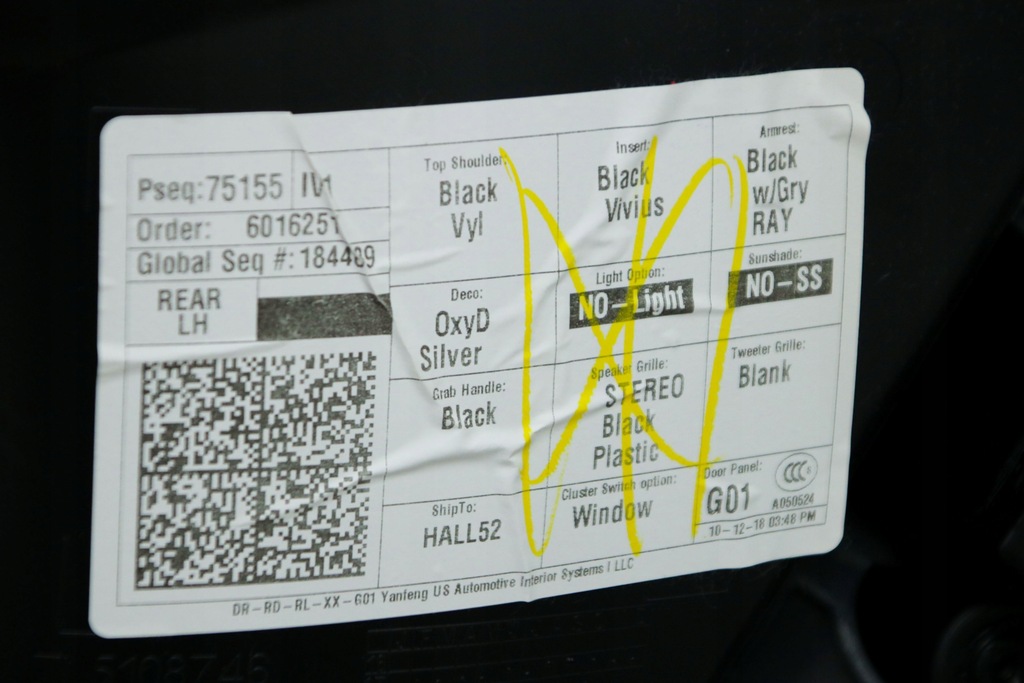 Pseq:75155
Order: 6016251
Global Seq #: 184489
REAR
LH
Top Shoulder:
Black
Vyl
Deco:
OxyD
Silver
Grab Handle:
Black
ShipTo:
HALL52
Insert:
Black
Vivius
Light Option:
NO-Light
Speaker Grille:
STEREO
Black
Plastic
Cluster Switch option:
Window
Armrest:
Black
w/Gry
RAY
Sunshade:
NO-SS
Tweeter Grille:
Blank
Door Panel:
G01
CCC
A050524
10-12-18 03:48 PM
DR-RD-RL-XX-G01 Yanfeng US Automotive Interior Systems I LLC